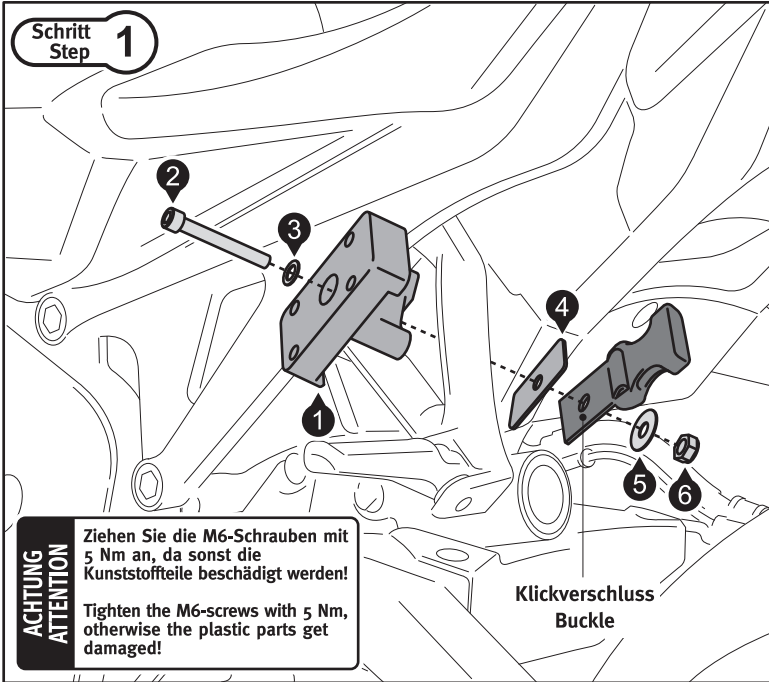 Schritt
Step 1
2
3
4
1
5
6
Klickverschluss
Buckle
ACHTUNG
ATTENTION
Ziehen Sie die M6-Schrauben mit
5 Nm an, da sonst die
Kunststoffteile beschädigt werden!
Tighten the M6-screws with 5 Nm,
otherwise the plastic parts get
damaged!